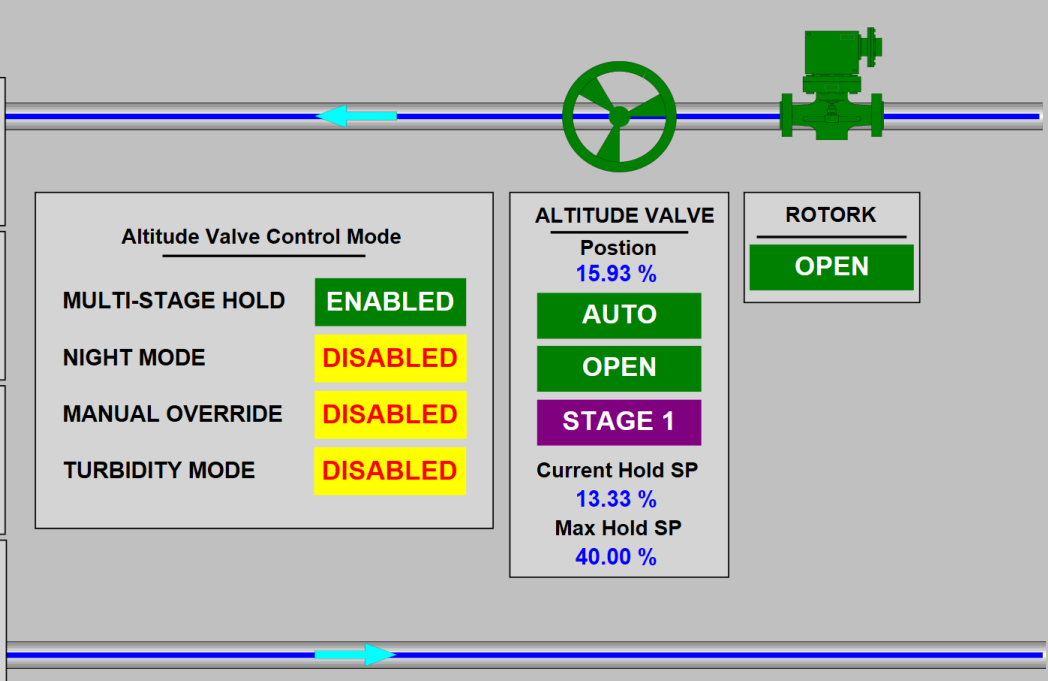 Altitude Valve Control Mode
MULTI-STAGE HOLD ENABLED
NIGHT MODE DISABLED
MANUAL OVERRIDE DISABLED
TURBIDITY MODE DISABLED
ALTITUDE VALVE
Postion
15.93 %
AUTO
OPEN
STAGE 1
Current Hold SP
13.33 %
Max Hold SP
40.00 %
ROTORK
OPEN